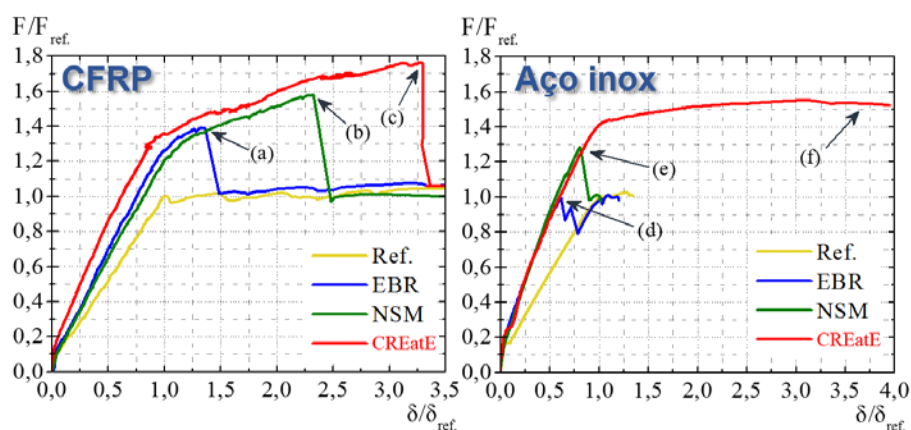 F/F ref.
1,8
1,6
1,4
1,2
1,0
0,8
0,6
0,4
0,2
0,0
CFRP
(a)
(b)
(c)
Ref.
EBR
NSM
CREatE
0,0 0,5 1,0 1,5 2,0 2,5 3,0 3,5
δ/δ ref.
F/F ref.
1,8
1,6
1,4
1,2
1,0
0,8
0,6
0,4
0,2
0,0
Aço inox
(e)
(f)
(d)
Ref.
EBR
NSM
CREatE
0,0 0,5 1,0 1,5 2,0 2,5 3,0 3,5 4,0
δ/δ ref.